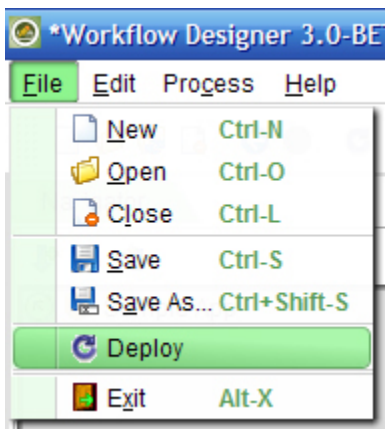 *Workflow Designer 3.0-BE
File Edit Process Help
New Ctrl-N
Open Ctrl-O
Close Ctrl-L
Save Ctrl-S
Save As... Ctrl+Shift-S
Deploy
Exit Alt-X